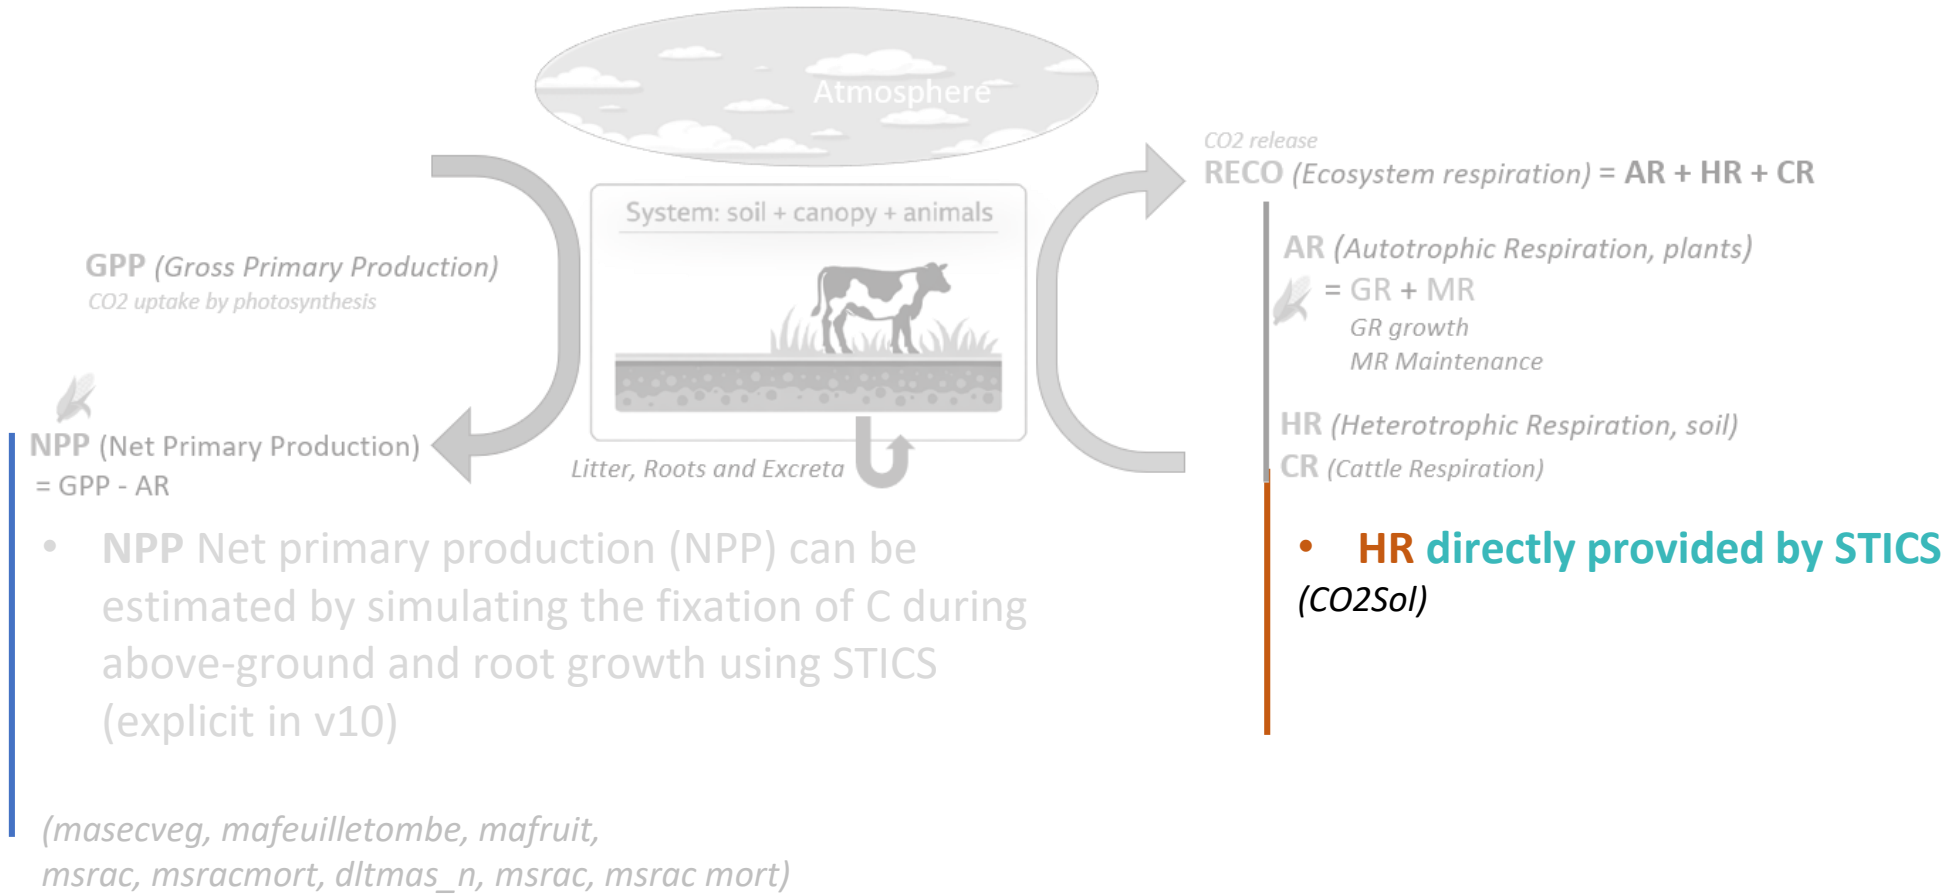 Atmosphere
CO2 release
RECO (Ecosystem respiration) = AR + HR + CR
System: soil + canopy + animals
AR (Autotrophic Respiration, plants)
= GR + MR
GR growth
MR Maintenance
GPP (Gross Primary Production)
CO2 uptake by photosynthesis
HR (Heterotrophic Respiration, soil)
CR (Cattle Respiration)
NPP (Net Primary Production)
= GPP - AR
Litter, Roots and Excreta
• NPP Net primary production (NPP) can be
estimated by simulating the fixation of C during
above-ground and root growth using STICS
(explicit in v10)
• HR directly provided by STICS
(CO2Sol)
(masecveg, mafeuilletombe, mafruit,
msrac, msracmort, dltmas_n, msrac, msrac mort)